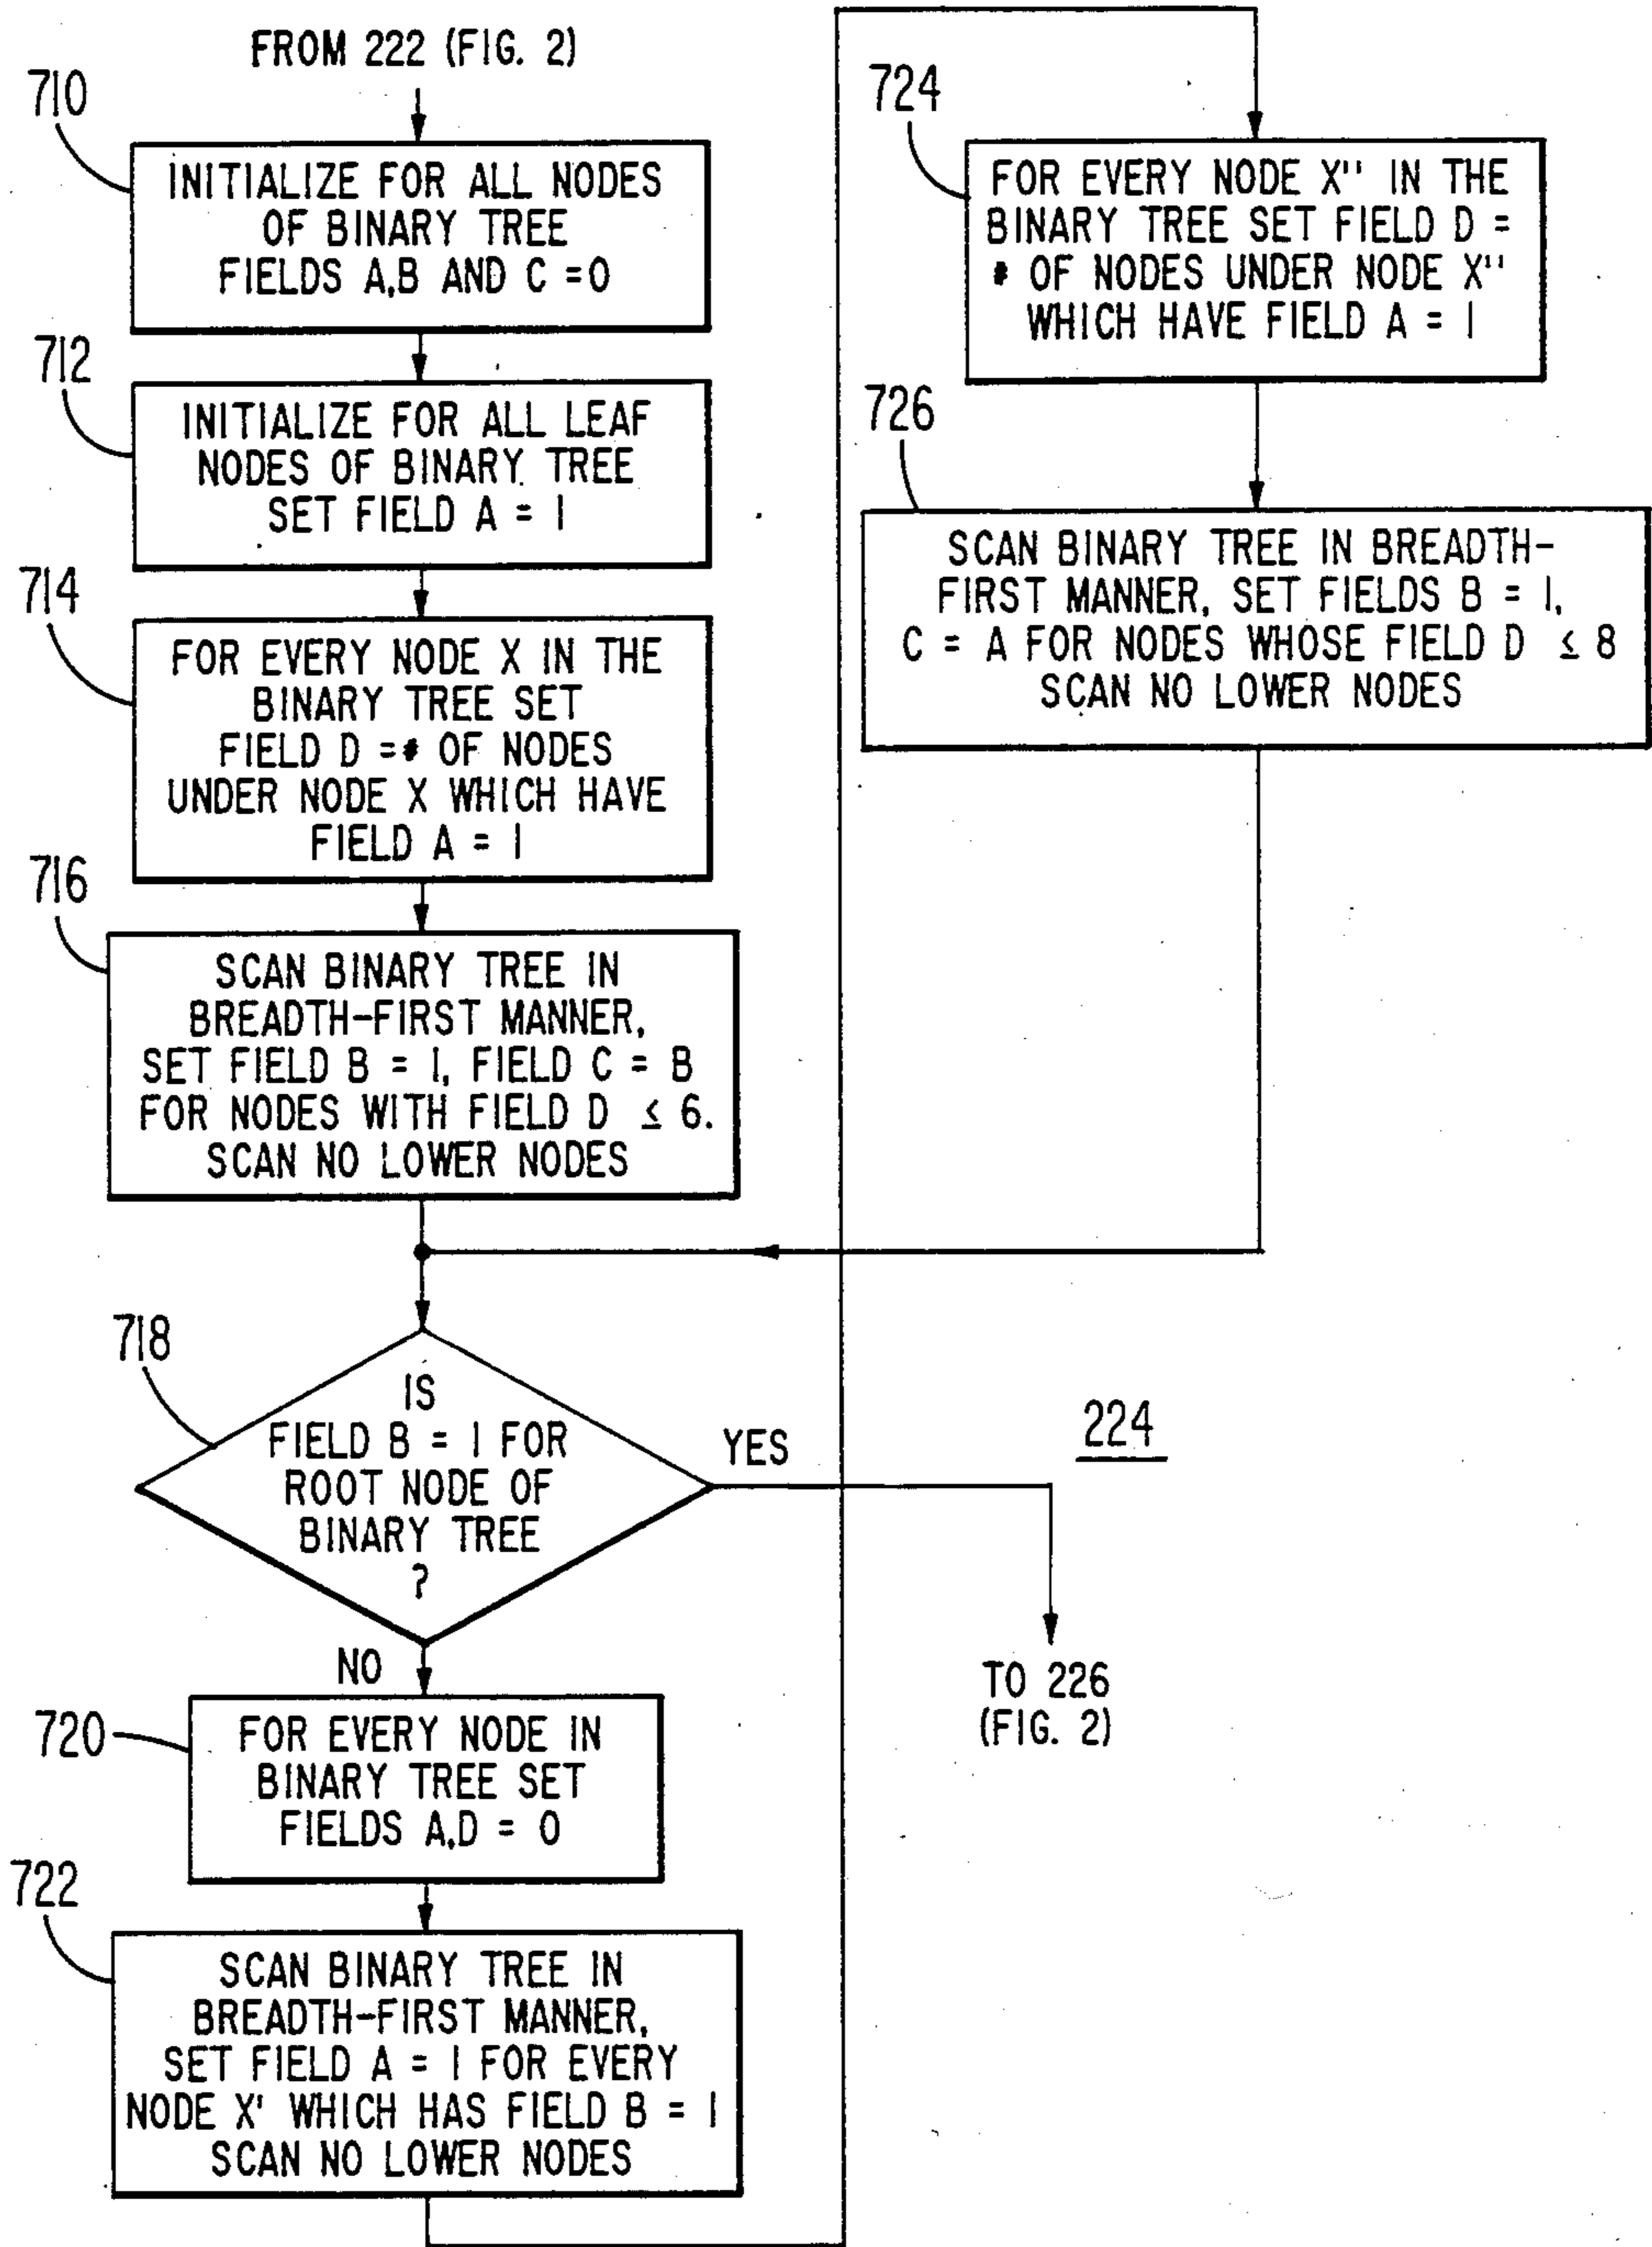 FROM 222 (FIG. 2)
710
INITIALIZE FOR ALL NODES
OF BINARY TREE
FIELDS A,B AND C =0
712
INITIALIZE FOR ALL LEAF
NODES OF BINARY TREE
SET FIELD A = 1
714
FOR EVERY NODE X IN THE
BINARY TREE SET
FIELD D =# OF NODES
UNDER NODE X WHICH HAVE
FIELD A = 1
716
SCAN BINARY TREE IN
BREADTH-FIRST MANNER,
SET FIELD B = 1, FIELD C = B
FOR NODES WITH FIELD D ≤ 6.
SCAN NO LOWER NODES
718
IS
FIELD B = 1 FOR
ROOT NODE OF
BINARY TREE
?
YES
NO
720
FOR EVERY NODE IN
BINARY TREE SET
FIELDS A,D = 0
722
SCAN BINARY TREE IN
BREADTH-FIRST MANNER,
SET FIELD A = 1 FOR EVERY
NODE X' WHICH HAS FIELD B = 1
SCAN NO LOWER NODES
724
FOR EVERY NODE X" IN THE
BINARY TREE SET FIELD D =
# OF NODES UNDER NODE X"
WHICH HAVE FIELD A = 1
726
SCAN BINARY TREE IN BREADTH-
FIRST MANNER, SET FIELDS B = 1,
C = A FOR NODES WHOSE FIELD D ≤ 8
SCAN NO LOWER NODES
224
TO 226
(FIG. 2)